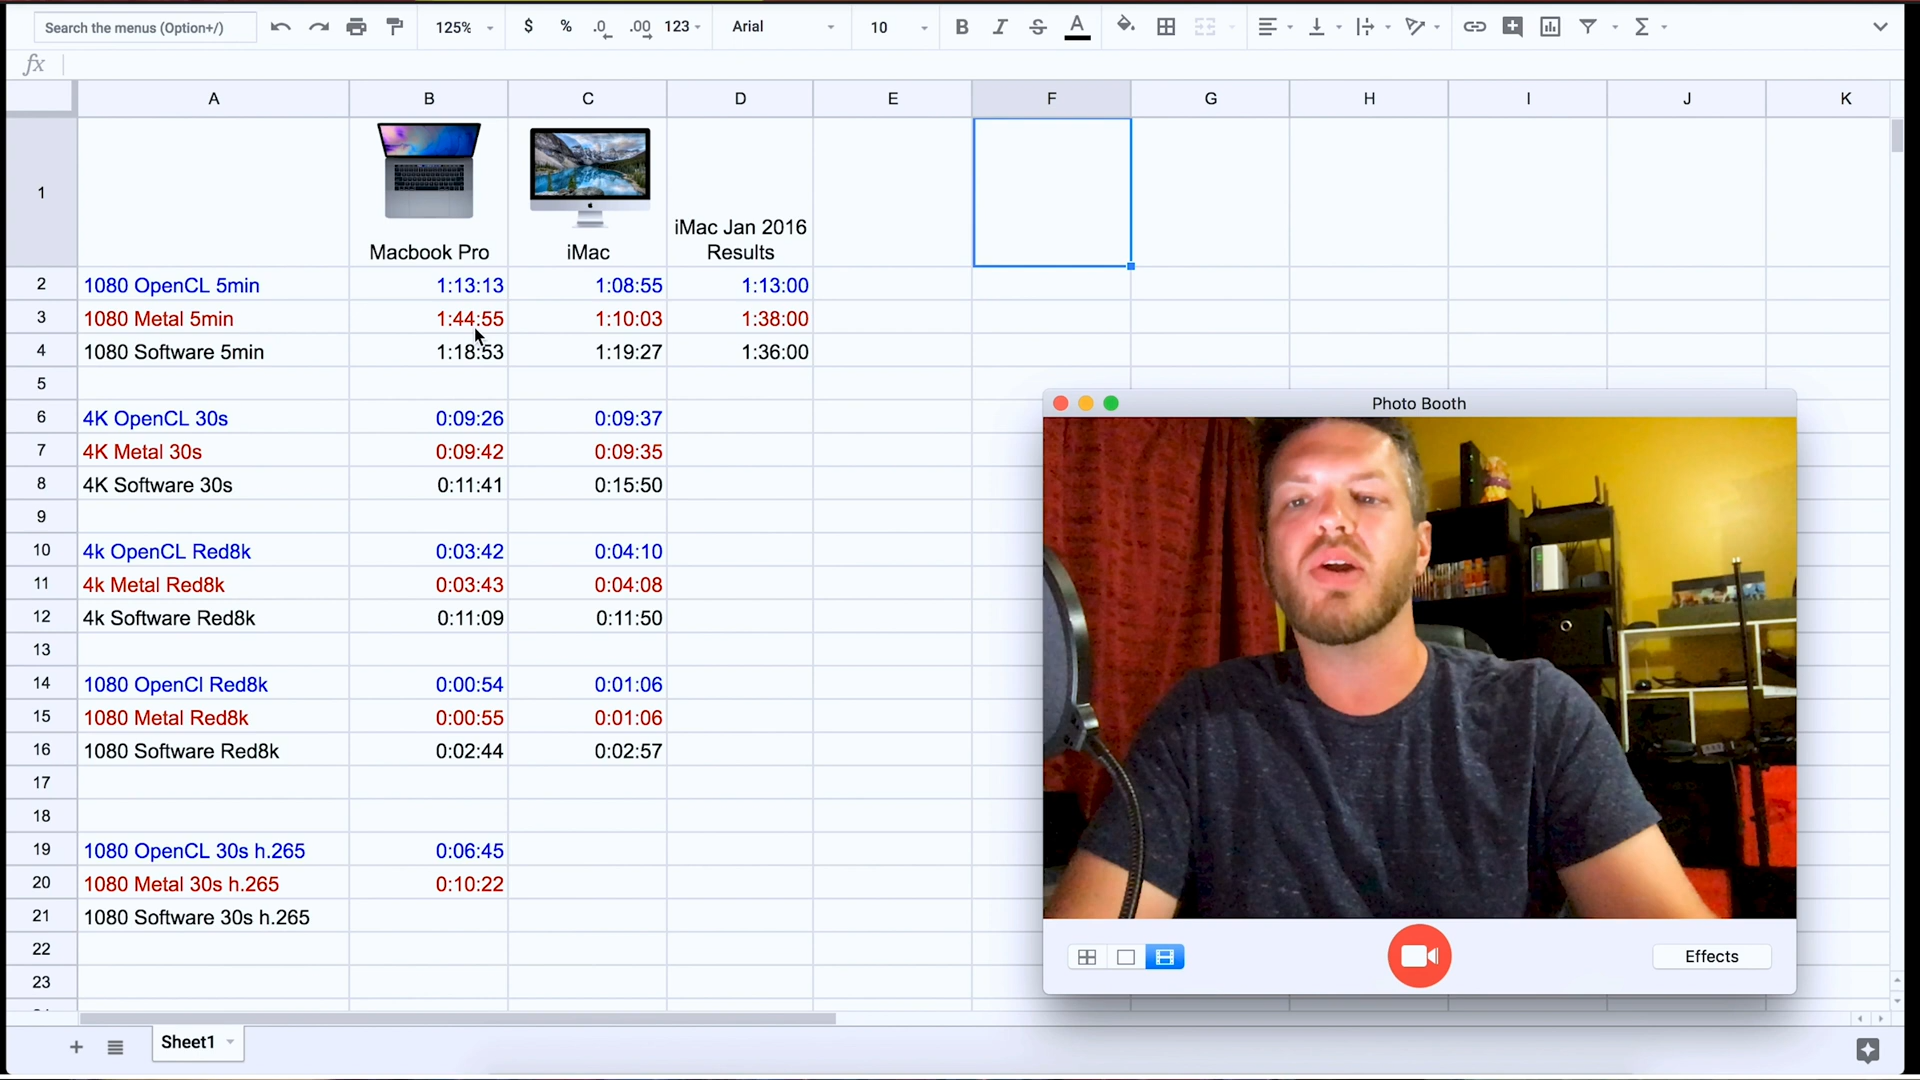 Search the menus (Option+/) 125% $ % .0 .00 123 Arial 10 B I S A Σ
fx
A B C D E F G H I J K
1 Macbook Pro iMac iMac Jan 2016
Results
2 1080 OpenCL 5min 1:13:13 1:08:55 1:13:00
3 1080 Metal 5min 1:44:55 1:10:03 1:38:00
4 1080 Software 5min 1:18:53 1:19:27 1:36:00
5
6 4K OpenCL 30s 0:09:26 0:09:37
7 4K Metal 30s 0:09:42 0:09:35
8 4K Software 30s 0:11:41 0:15:50
9
10 4k OpenCL Red8k 0:03:42 0:04:10
11 4k Metal Red8k 0:03:43 0:04:08
12 4k Software Red8k 0:11:09 0:11:50
13
14 1080 OpenCl Red8k 0:00:54 0:01:06
15 1080 Metal Red8k 0:00:55 0:01:06
16 1080 Software Red8k 0:02:44 0:02:57
17
18
19 1080 OpenCL 30s h.265 0:06:45
20 1080 Metal 30s h.265 0:10:22
21 1080 Software 30s h.265
22
23
Photo Booth
Effects
Sheet1